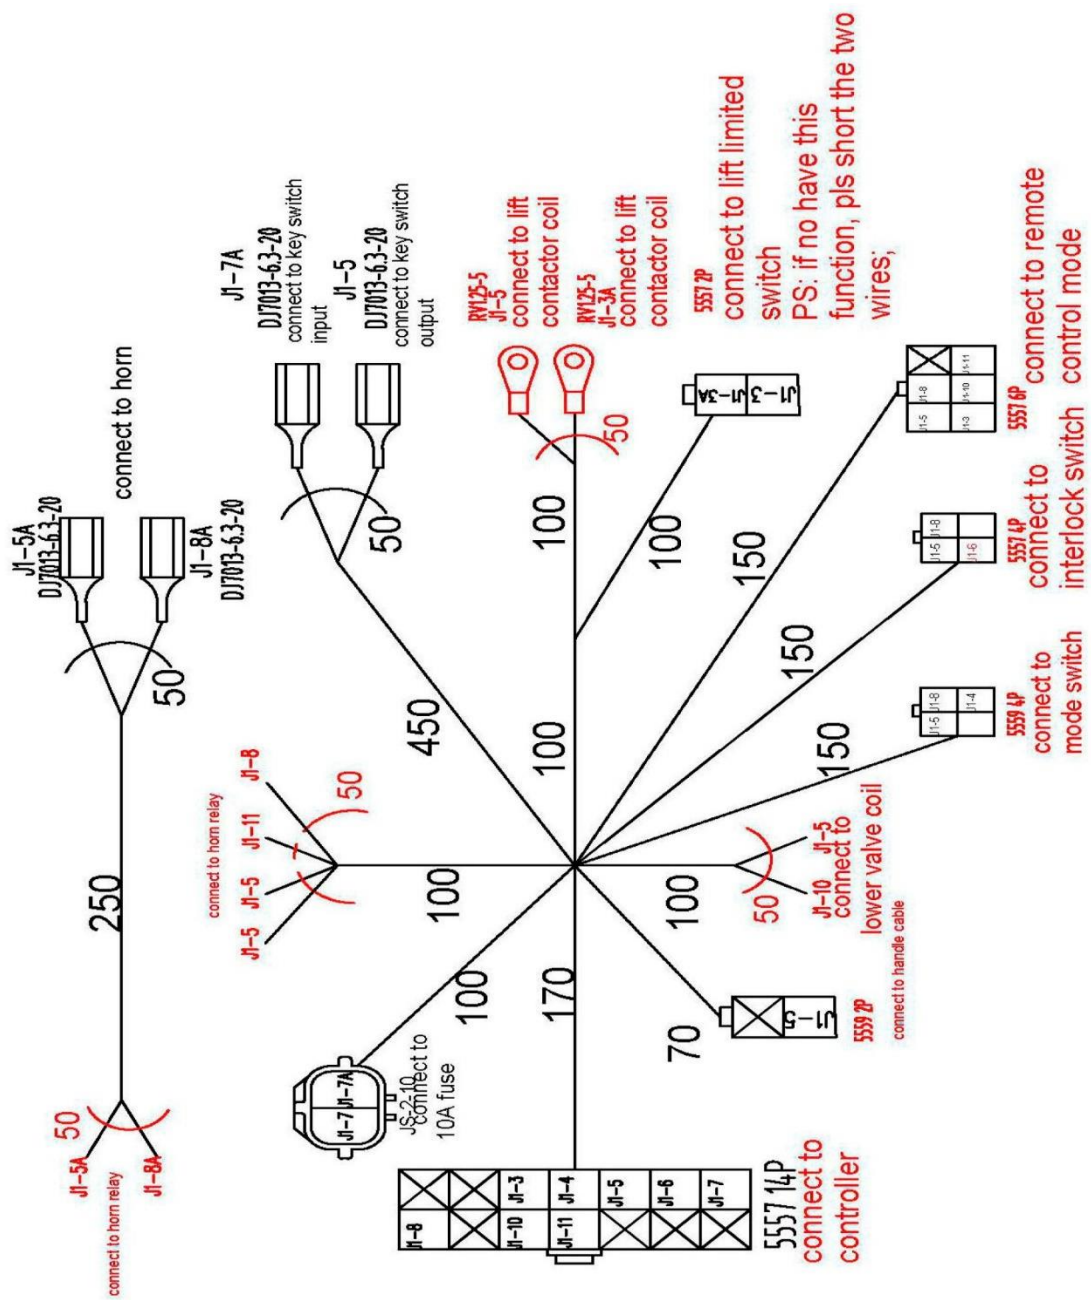 J1-5A
DJ7013-6.3-20
connect to horn
J1-8A
DJ7013-6.3-20
50
250
50
J1-5A
J1-8A
connect to horn relay
J1-7A
DJ7013-6.3-20
connect to key switch
input
J1-5
DJ7013-6.3-20
connect to key switch
output
50
450
connect to horn relay
J1-8
J1-11
J1-5
J1-5
50
100
RV125-5
J1-5
connect to lift
contactor coil
RV125-5
J1-3A
connect to lift
contactor coil
50
100
100
5557 2P
connect to lift limited
switch
PS: if no have this
function, pls short the two
wires;
J1-3A
J1-3
100
J1-5
J1-8
J1-3
J1-10
J1-11
5557 6P
connect to remote
control mode
150
J1-5
J1-8
J1-6
5557 4P
connect to
interlock switch
150
J1-5
J1-8
J1-4
5559 4P
connect to
mode switch
150
100
50
J1-5
J1-10
connect to
lower valve coil
70
J1-5
5559 2P
connect to handle cable
100
J1-7
J1-7A
JS-2-10
connect to
10A fuse
170
J1-8
J1-10
J1-3
J1-11
J1-4
J1-5
J1-6
J1-7
5557 14P
connect to
controller